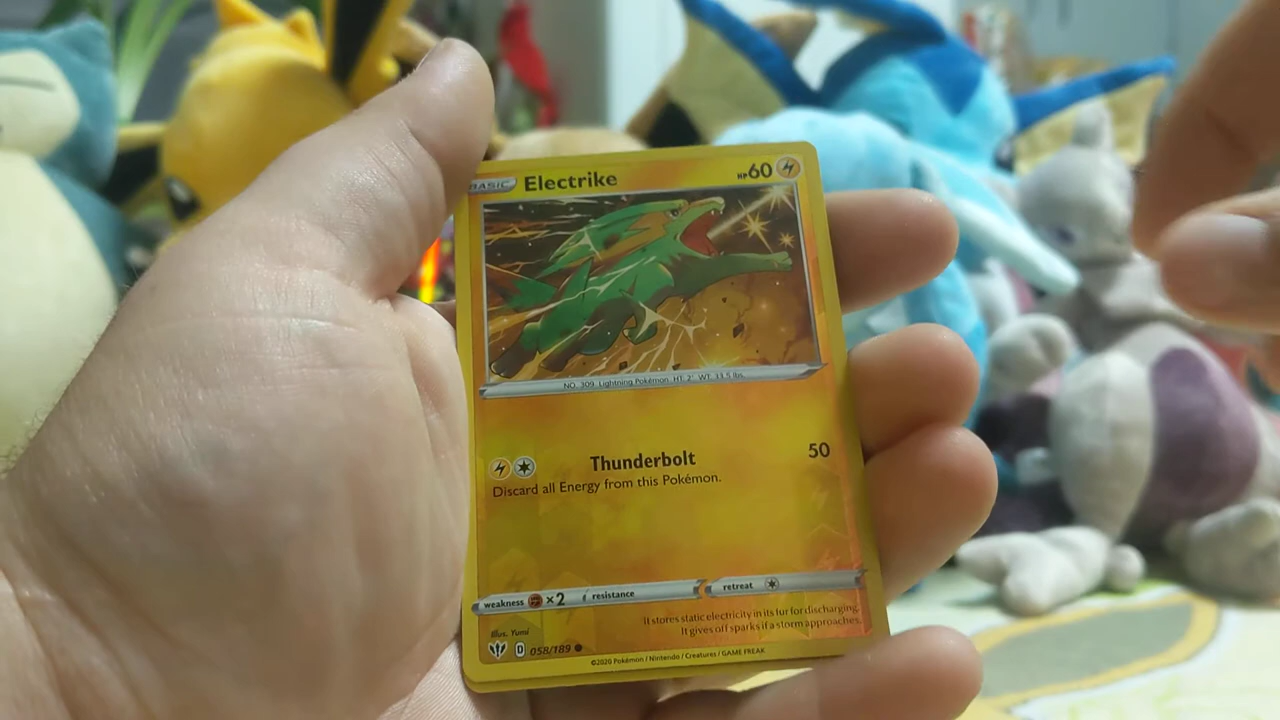 BASIC Electrike HP 60
NO. 309 Lightning Pokémon HT: 2' WT: 33.5 lbs.
Thunderbolt 50
Discard all Energy from this Pokémon.
weakness ×2 resistance retreat
It stores static electricity in its fur for discharging.
It gives off sparks if a storm approaches.
Illus. Yumi
D 058/189
©2020 Pokémon / Nintendo / Creatures / GAME FREAK